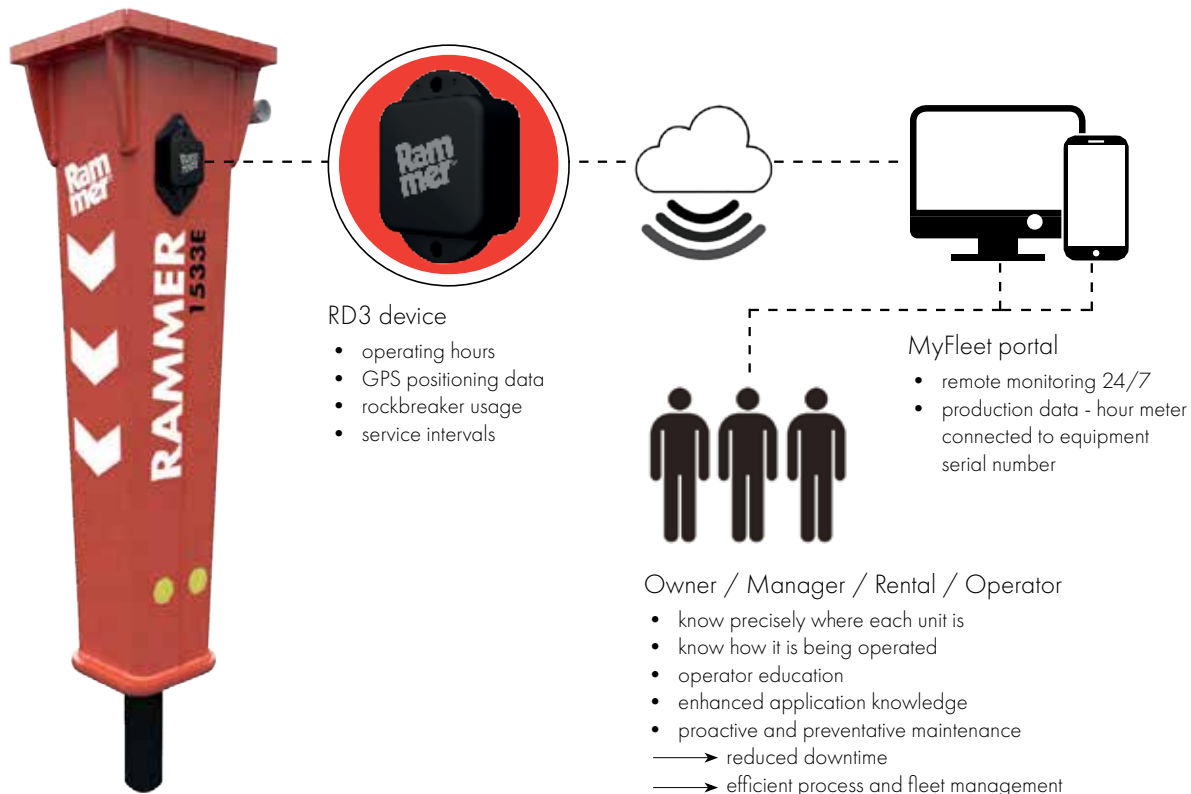 Ram
mer
RAMMER
1533E
Ram
mer
Ram
mer
RD3 device
• operating hours
• GPS positioning data
• rockbreaker usage
• service intervals
MyFleet portal
• remote monitoring 24/7
• production data - hour meter
connected to equipment
serial number
Owner / Manager / Rental / Operator
• know precisely where each unit is
• know how it is being operated
• operator education
• enhanced application knowledge
• proactive and preventative maintenance
→ reduced downtime
→ efficient process and fleet management